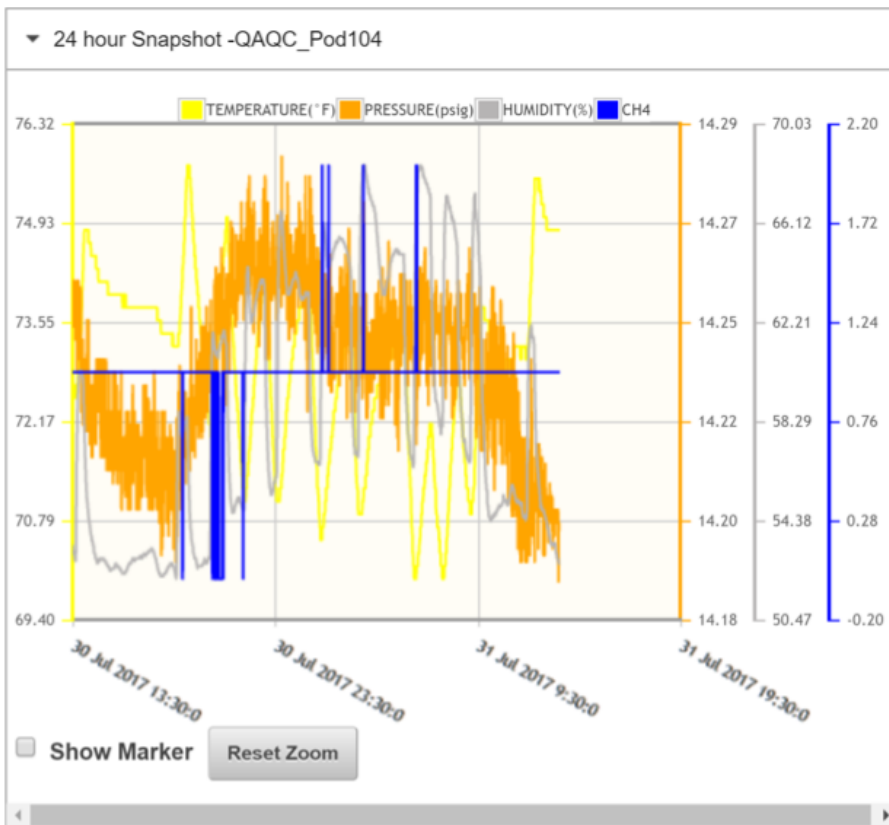 24 hour Snapshot -QAQC_Pod104
TEMPERATURE(°F) PRESSURE(psig) HUMIDITY(%) CH4
76.32 14.29 70.03 2.20
74.93 14.27 66.12 1.72
73.55 14.25 62.21 1.24
72.17 14.22 58.29 0.76
70.79 14.20 54.38 0.28
69.40 14.18 50.47 -0.20
30 Jul 2017 13:30:0 30 Jul 2017 23:30:0 31 Jul 2017 9:30:0 31 Jul 2017 19:30:0
Show Marker Reset Zoom